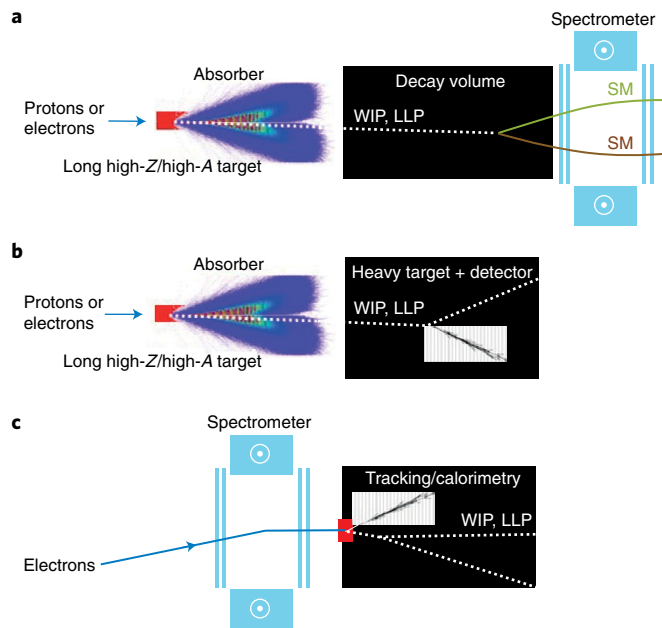 a
Spectrometer
Absorber
Decay volume
Protons or
electrons
WIP, LLP
SM
SM
Long high-Z/high-A target
b
Absorber
Heavy target + detector
Protons or
electrons
WIP, LLP
Long high-Z/high-A target
c
Spectrometer
Tracking/calorimetry
WIP, LLP
Electrons